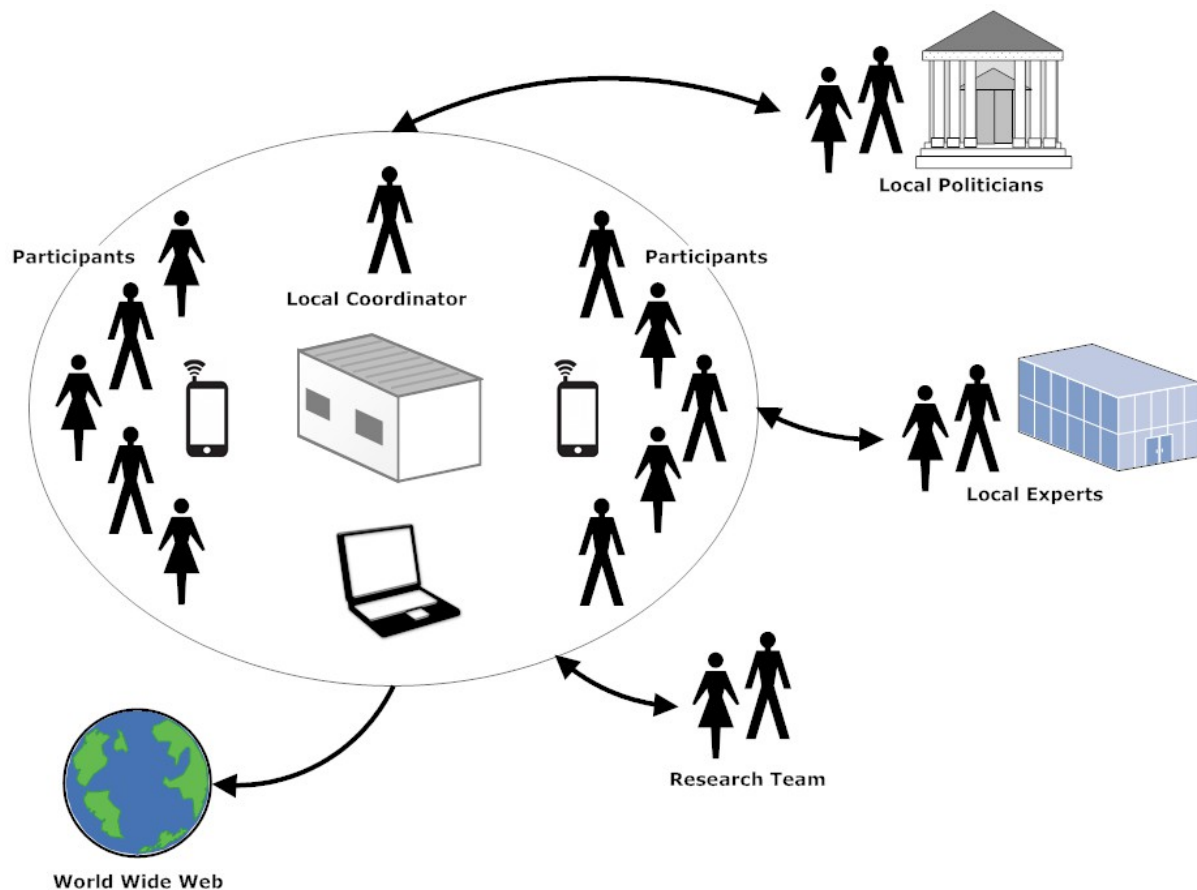 Local Politicians
Participants
Participants
Local Coordinator
Local Experts
Research Team
World Wide Web